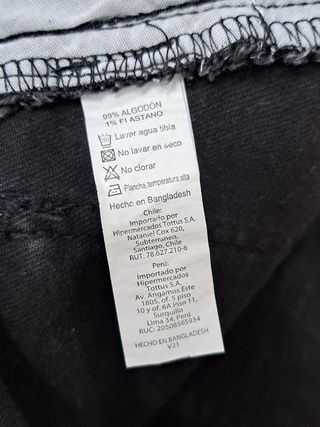 99% ALGODÓN
1% ELASTANO
Lavar agua tibia
No lavar en seco
No clorar
Plancha, temperatura alta
Hecho en Bangladesh
Chile:
Importado por
Hipermercados Tottus S.A.
Nataniel Cox 620,
Subterraneo,
Santiago, Chile
RUT: 78.627.210-6
Perú:
Importado por
Hipermercados
Tottus S.A.
Av. Angamos Este
1805, of. 5 piso
10 y of. 6A Piso 11,
Surquillo
Lima 34, Perú
RUC: 20508565934
HECHO EN BANGLADESH
V21